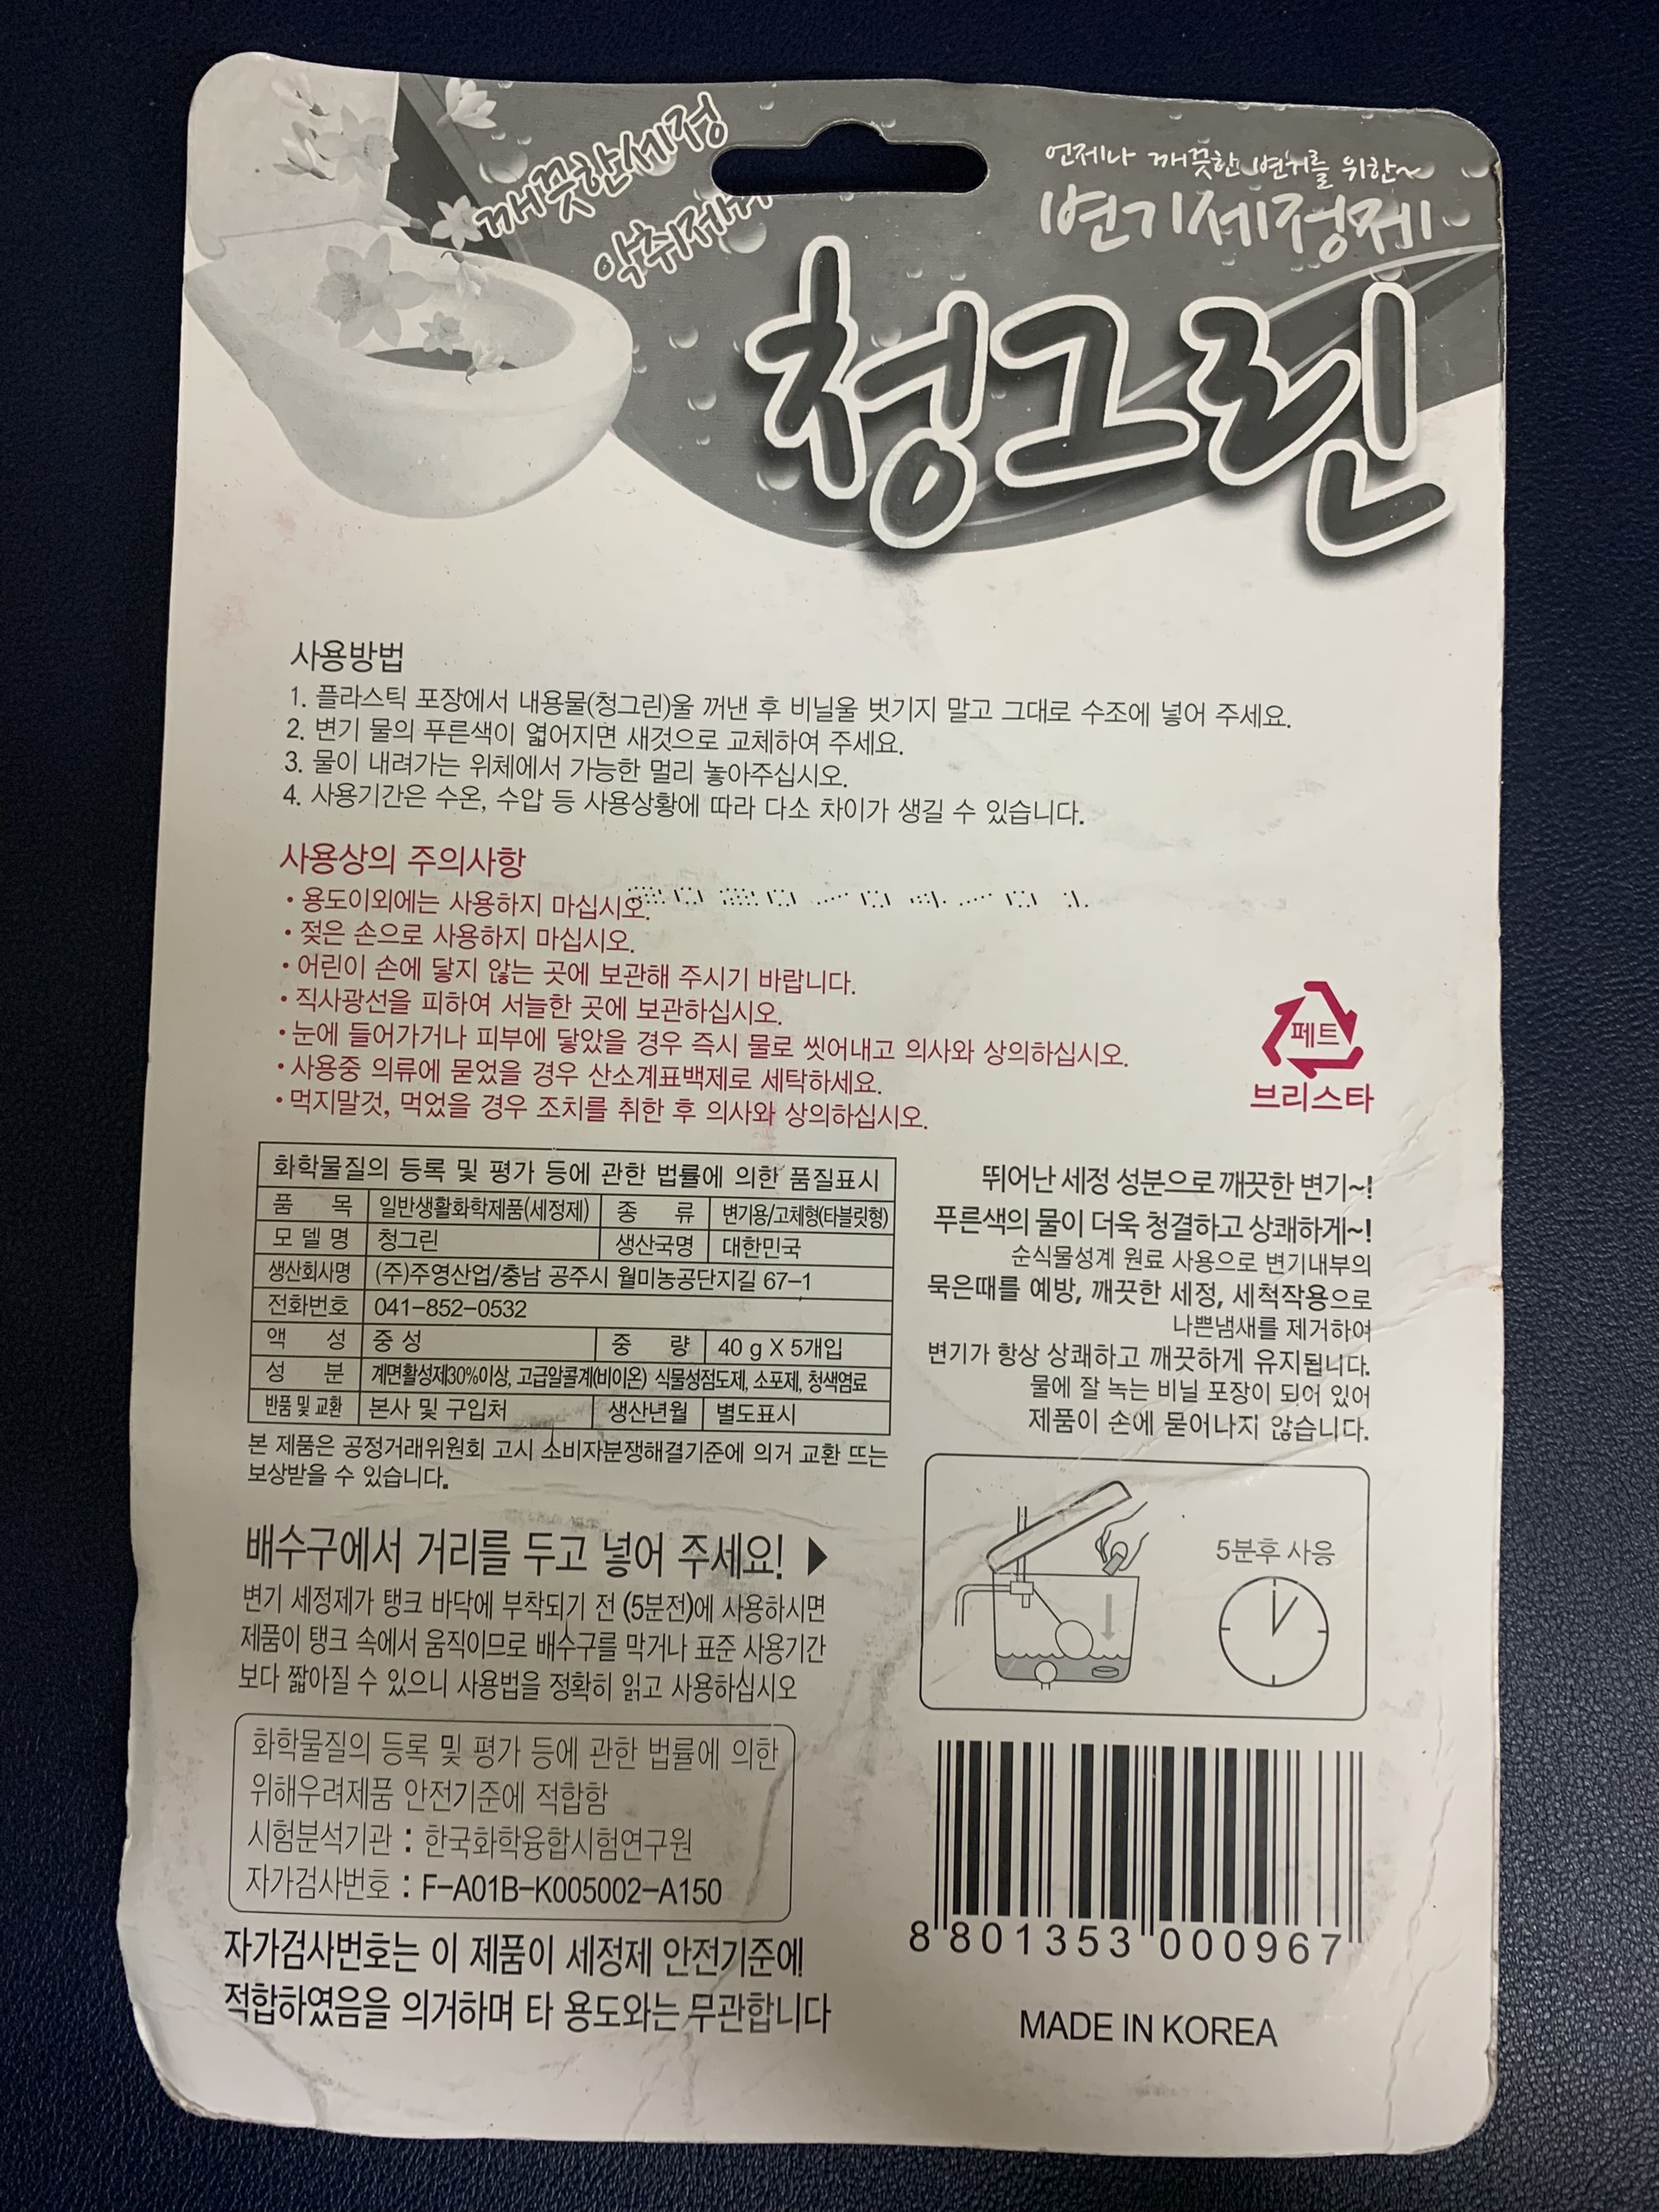 깨끗한세정
악취제거
언제나 깨끗한 변기를 위한~
변기세정제
청그린
사용방법
1. 플라스틱 포장에서 내용물(청그린)울 꺼낸 후 비닐울 벗기지 말고 그대로 수조에 넣어 주세요.
2. 변기 물의 푸른색이 엷어지면 새것으로 교체하여 주세요.
3. 물이 내려가는 위체에서 가능한 멀리 놓아주십시오.
4. 사용기간은 수온, 수압 등 사용상황에 따라 다소 차이가 생길 수 있습니다.
사용상의 주의사항
• 용도이외에는 사용하지 마십시오.
• 젖은 손으로 사용하지 마십시오.
• 어린이 손에 닿지 않는 곳에 보관해 주시기 바랍니다.
• 직사광선을 피하여 서늘한 곳에 보관하십시오.
• 눈에 들어가거나 피부에 닿았을 경우 즉시 물로 씻어내고 의사와 상의하십시오.
• 사용중 의류에 묻었을 경우 산소계표백제로 세탁하세요.
• 먹지말것, 먹었을 경우 조치를 취한 후 의사와 상의하십시오.
페트
브리스타
화학물질의 등록 및 평가 등에 관한 법률에 의한 품질표시
품 목 일반생활화학제품(세정제) 종 류 변기용/고체형(타블릿형)
모 델 명 청그린 생산국명 대한민국
생산회사명 (주)주영산업/충남 공주시 월미농공단지길 67-1
전화번호 041-852-0532
액 성 중 성 중 량 40 g X 5개입
성 분 계면활성제30%이상, 고급알콜계(비이온) 식물성점도제, 소포제, 청색염료
반품 및 교환 본사 및 구입처 생산년월 별도표시
본 제품은 공정거래위원회 고시 소비자분쟁해결기준에 의거 교환 뜨는
보상받을 수 있습니다.
뛰어난 세정 성분으로 깨끗한 변기~!
푸른색의 물이 더욱 청결하고 상쾌하게~!
순식물성계 원료 사용으로 변기내부의
묵은때를 예방, 깨끗한 세정, 세척작용으로
나쁜냄새를 제거하여
변기가 항상 상쾌하고 깨끗하게 유지됩니다.
물에 잘 녹는 비닐 포장이 되어 있어
제품이 손에 묻어나지 않습니다.
배수구에서 거리를 두고 넣어 주세요! ▶
변기 세정제가 탱크 바닥에 부착되기 전 (5분전)에 사용하시면
제품이 탱크 속에서 움직이므로 배수구를 막거나 표준 사용기간
보다 짧아질 수 있으니 사용법을 정확히 읽고 사용하십시오
5분후 사응
화학물질의 등록 및 평가 등에 관한 법률에 의한
위해우려제품 안전기준에 적합함
시험분석기관 : 한국화학융합시험연구원
자가검사번호 : F-A01B-K005002-A150
자가검사번호는 이 제품이 세정제 안전기준에
적합하였음을 의거하며 타 용도와는 무관합니다
8 801353 000967
MADE IN KOREA